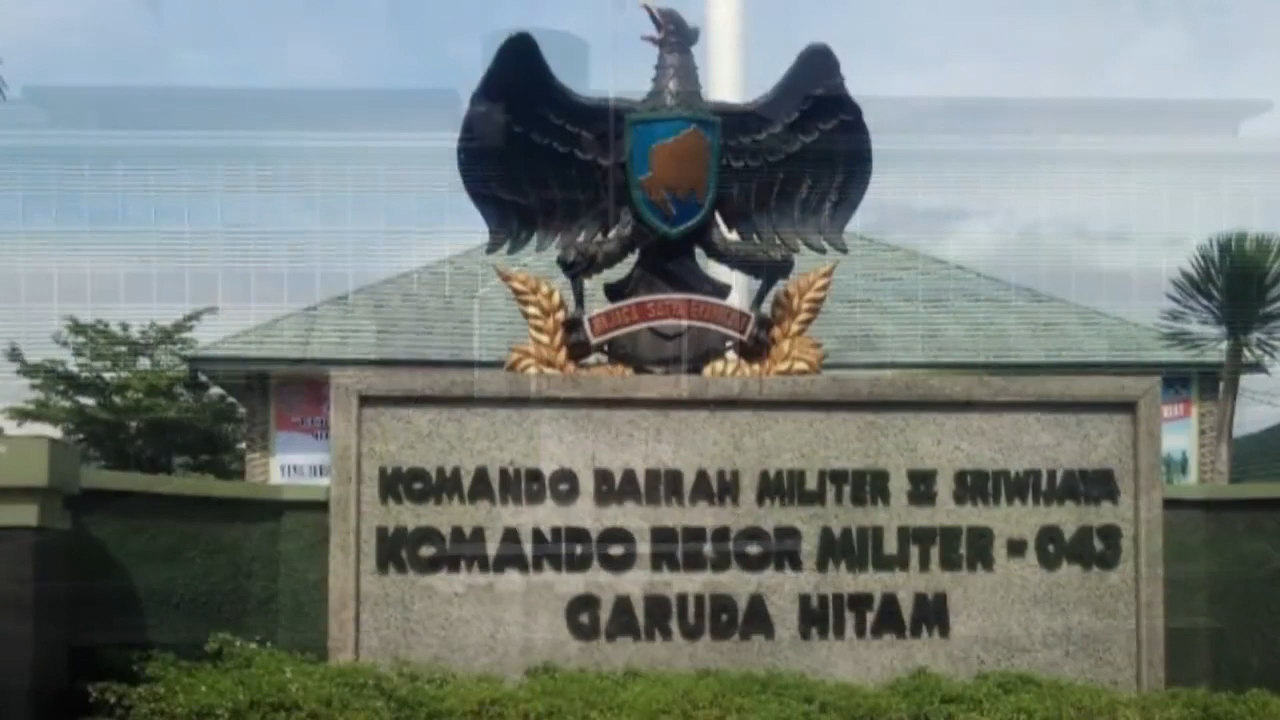 KOMANDO DAERAH MILITER II SRIWIJAYA
KOMANDO RESOR MILITER - 043
GARUDA HITAM